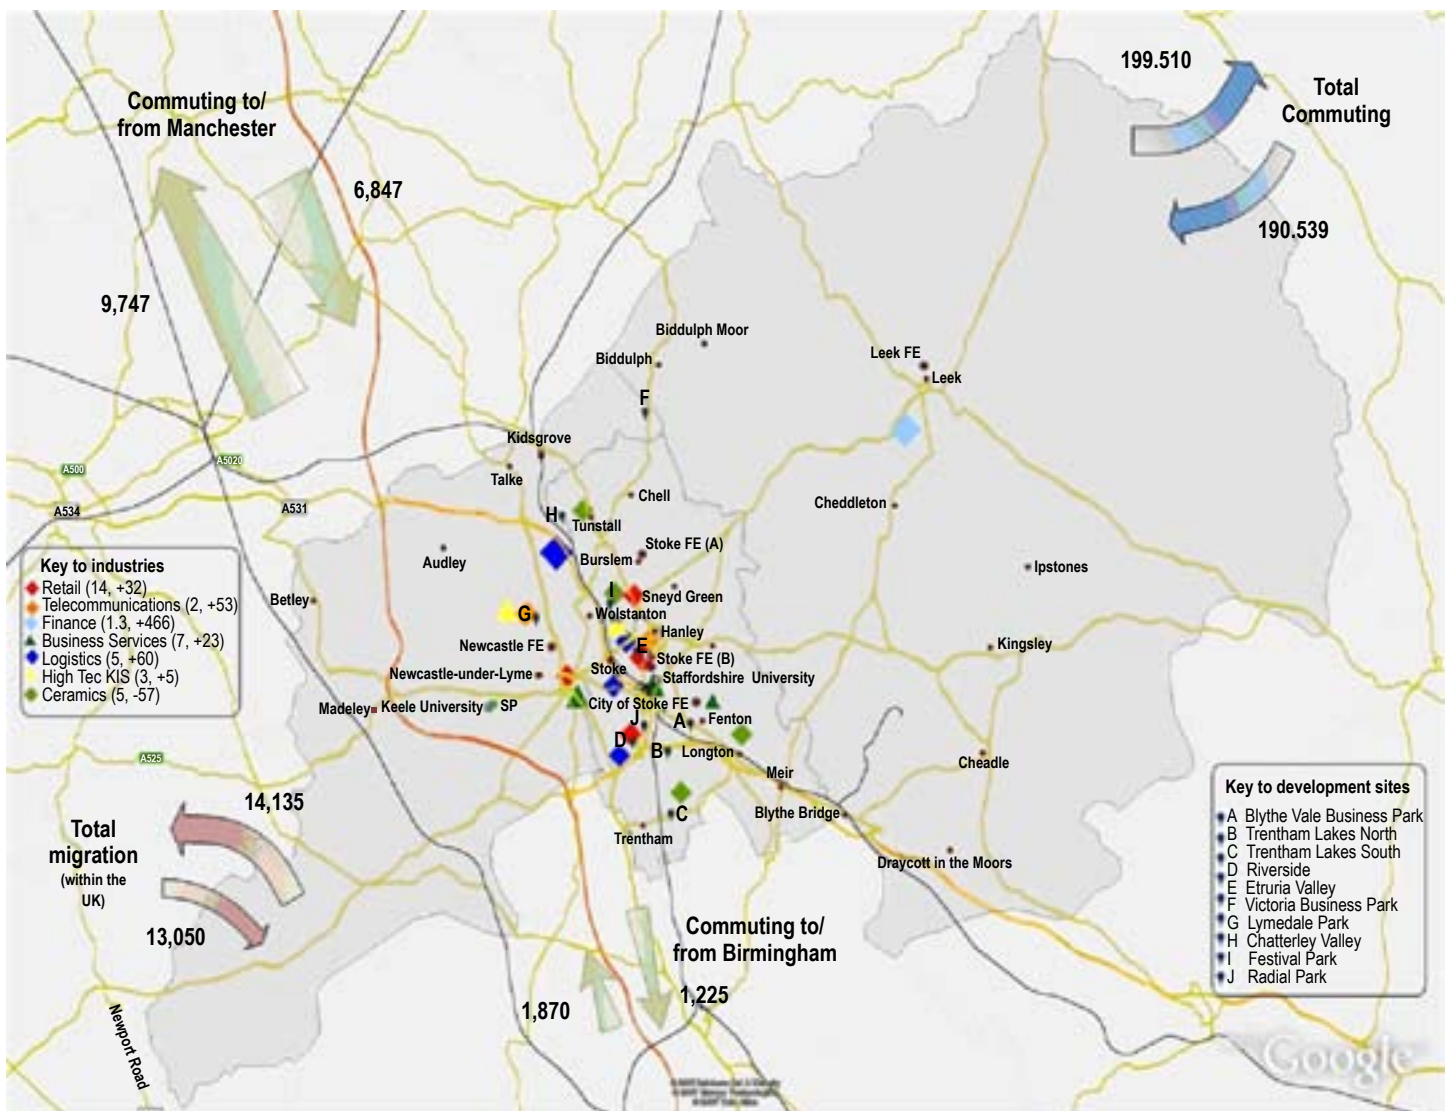 199.510
Total
Commuting
190.539
Commuting to/
from Manchester
6,847
9,747
Biddulph Moor
Biddulph
Leek FE
Leek
F
Kidsgrove
A500
A5020
Talke
Chell
Cheddleton
A534
A531
H
Tunstall
Stoke FE (A)
Burslem
Audley
Ipstones
Key to industries
Retail (14, +32)
Telecommunications (2, +53)
Finance (1.3, +466)
Business Services (7, +23)
Logistics (5, +60)
High Tec KIS (3, +5)
Ceramics (5, -57)
Betley
I
Sneyd Green
G
Wolstanton
Hanley
Newcastle FE
E
Kingsley
Stoke FE (B)
Stoke
Newcastle-under-Lyme
Staffordshire University
Madeley
Keele University
SP
City of Stoke FE
J
A
Fenton
D
B
Longton
A525
Cheadle
Meir
C
Blythe Bridge
Trentham
Draycott in the Moors
14,135
Total
migration
(within the
UK)
13,050
Commuting to/
from Birmingham
1,870
1,225
Newport Road
Key to development sites
A Blythe Vale Business Park
B Trentham Lakes North
C Trentham Lakes South
D Riverside
E Etruria Valley
F Victoria Business Park
G Lymedale Park
H Chatterley Valley
I Festival Park
J Radial Park
Google